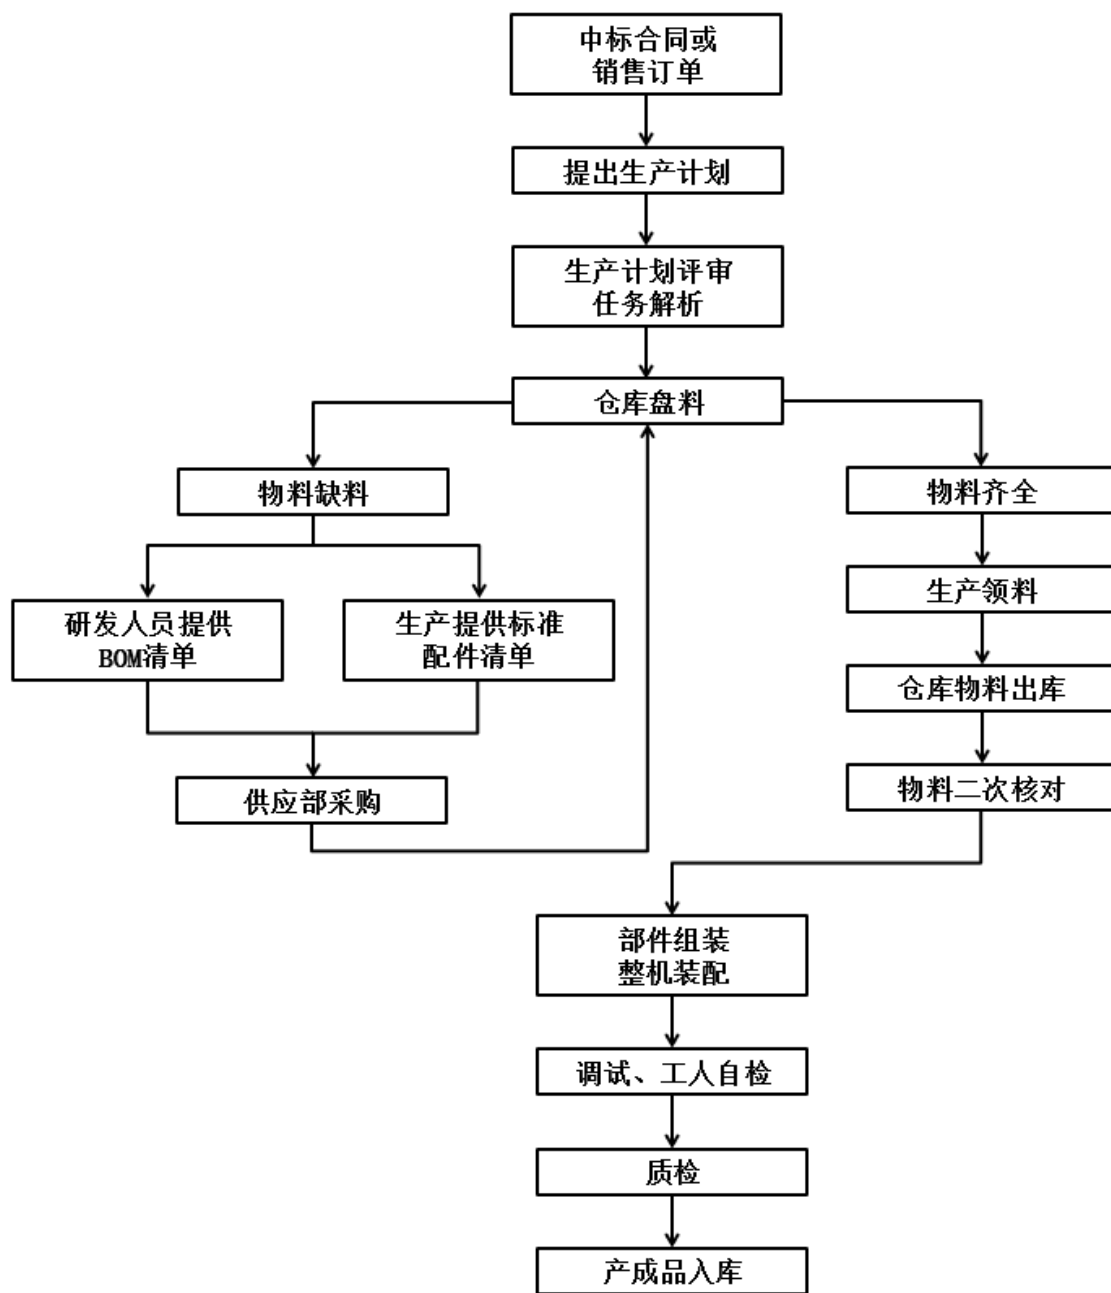 中标合同或
销售订单
提出生产计划
生产计划评审
任务解析
仓库盘料
物料缺料
物料齐全
研发人员提供
BOM清单
生产提供标准
配件清单
生产领料
仓库物料出库
供应部采购
物料二次核对
部件组装
整机装配
调试、工人自检
质检
产成品入库